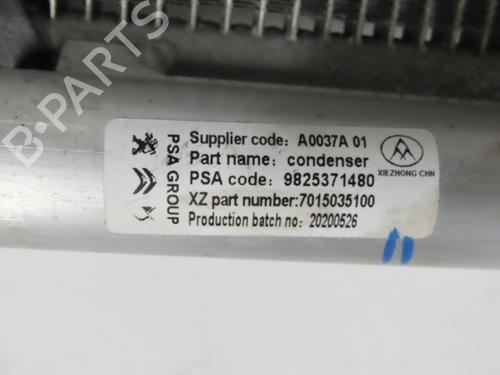 B-Parts
Supplier code: A0037A 01
Part name: condenser
PSA code: 9825371480
XZ part number:7015035100
Production batch no: 20200526
PSA GROUP
XIEZHONG CHN